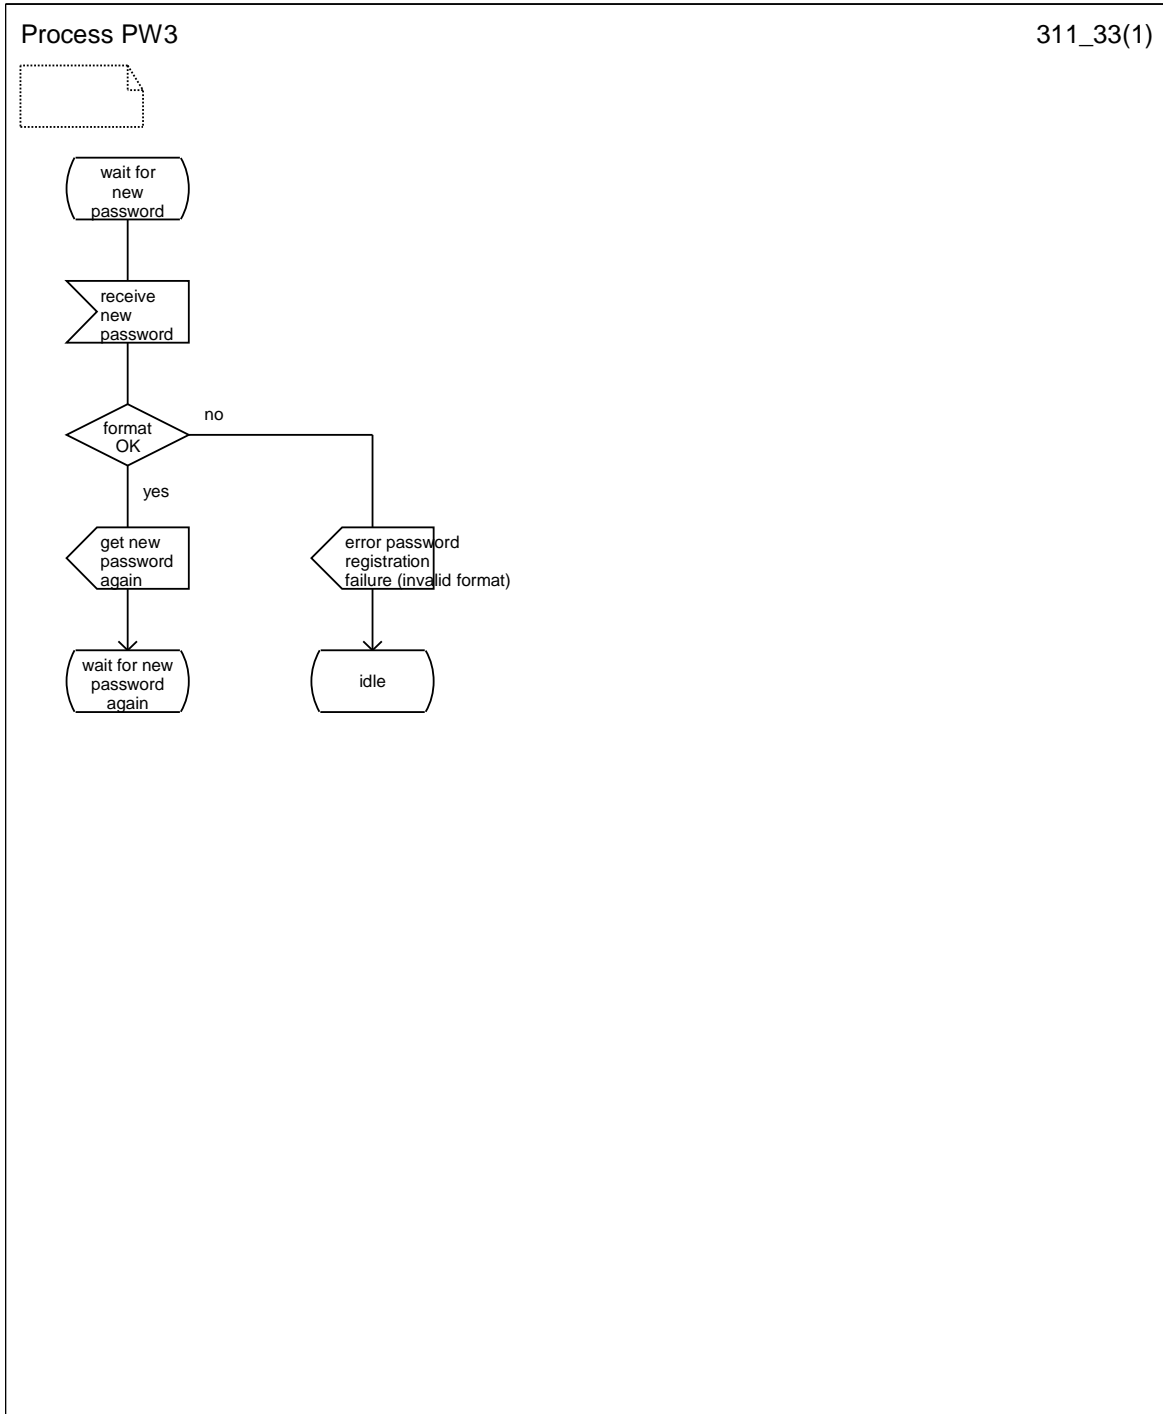 Process PW3
311_33(1)
wait for
new
password
receive
new
password
format
OK
no
yes
get new
password
again
error password
registration
failure (invalid format)
wait for new
password
again
idle